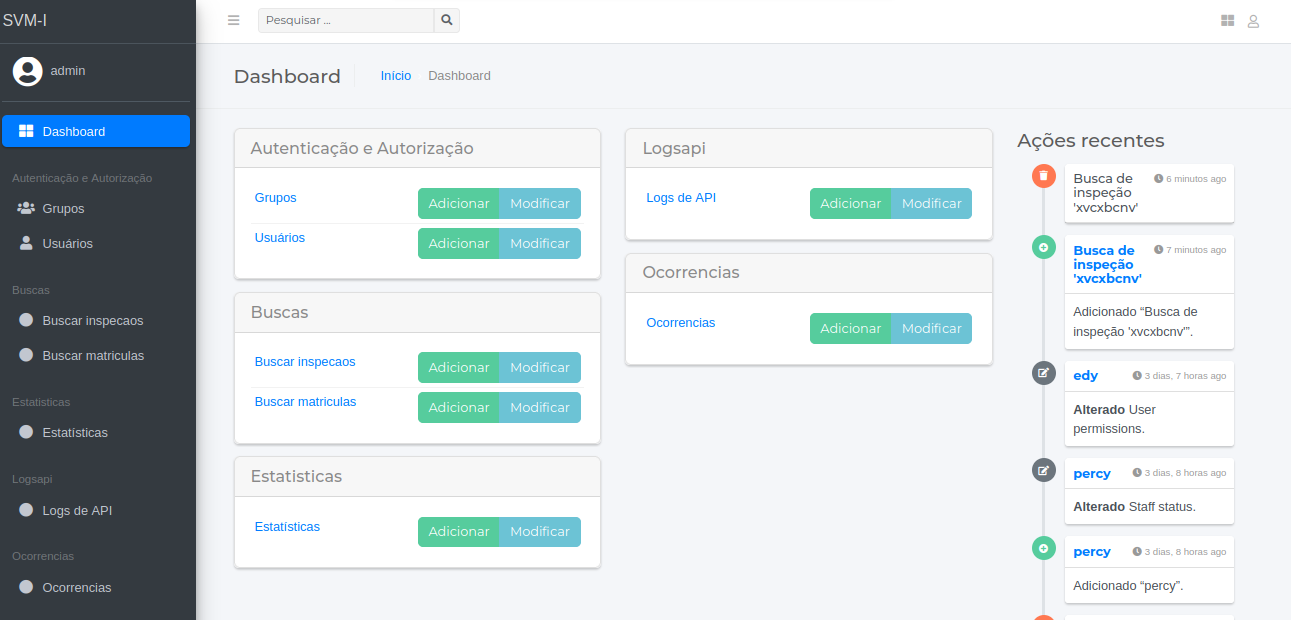 SVM-I
Pesquisar ...
admin
Dashboard
Início
Dashboard
Dashboard
Autenticação e Autorização
Grupos
Usuários
Buscas
Buscar inspecaos
Buscar matriculas
Estatisticas
Estatísticas
Logsapi
Logs de API
Ocorrencias
Ocorrencias
Autenticação e Autorização
Grupos Adicionar Modificar
Usuários Adicionar Modificar
Buscas
Buscar inspecaos Adicionar Modificar
Buscar matriculas Adicionar Modificar
Estatisticas
Estatísticas Adicionar Modificar
Logsapi
Logs de API Adicionar Modificar
Ocorrencias
Ocorrencias Adicionar Modificar
Ações recentes
Busca de 6 minutos ago
inspeção
'xvcxbcnv'
Busca de 7 minutos ago
inspeção
'xvcxbcnv'
Adicionado “Busca de
inspeção 'xvcxbcnv'”.
edy 3 dias, 7 horas ago
Alterado User
permissions.
percy 3 dias, 8 horas ago
Alterado Staff status.
percy 3 dias, 8 horas ago
Adicionado “percy”.